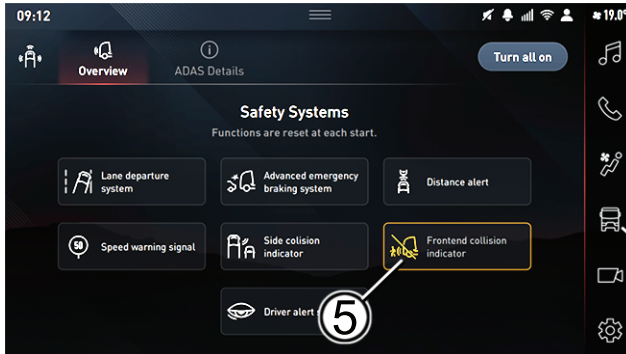 09:12
19.0°
Overview
ADAS Details
Turn all on
Safety Systems
Functions are reset at each start.
Lane departure
system
Advanced emergency
braking system
Distance alert
50
Speed warning signal
Side colision
indicator
Frontend collision
indicator
Driver alert
5